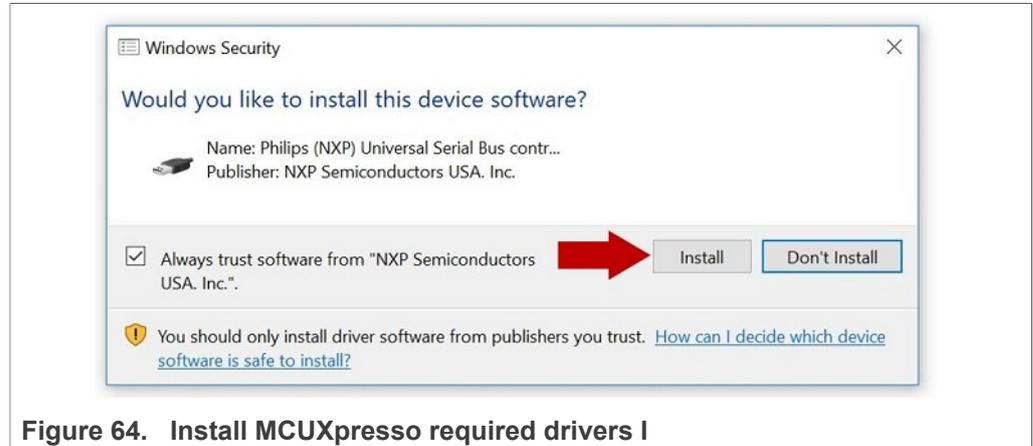 Windows Security
Would you like to install this device software?
Name: Philips (NXP) Universal Serial Bus contr...
Publisher: NXP Semiconductors USA. Inc.
Always trust software from "NXP Semiconductors
USA. Inc.".
Install
Don't Install
You should only install driver software from publishers you trust. How can I decide which device
software is safe to install?
Figure 64. Install MCUXpresso required drivers I